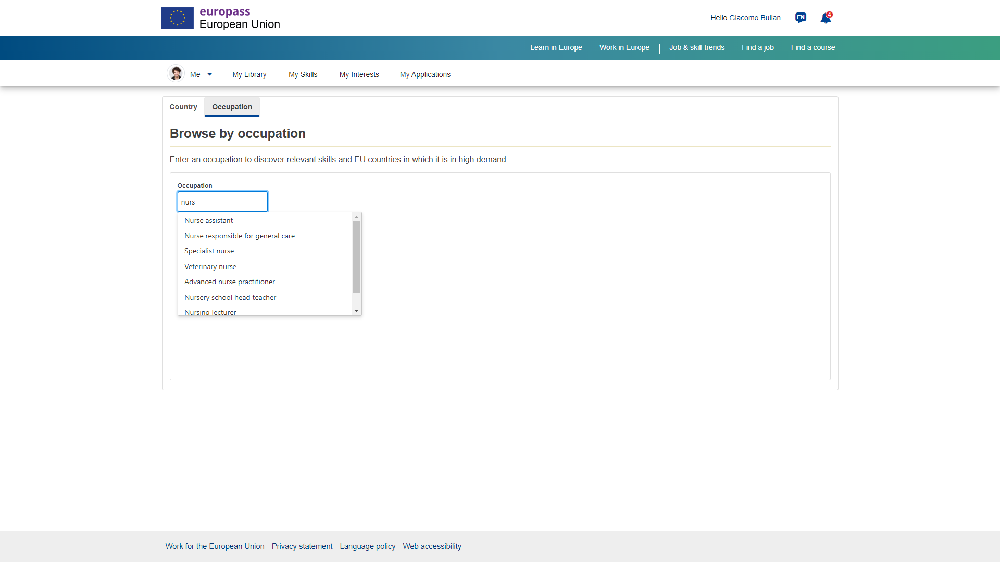 europass
European Union
Hello Giacomo Bulian
EN
4
Learn in Europe
Work in Europe
Job & skill trends
Find a job
Find a course
Me
My Library
My Skills
My Interests
My Applications
Country
Occupation
Browse by occupation
Enter an occupation to discover relevant skills and EU countries in which it is in high demand.
Occupation
nurs
Nurse assistant
Nurse responsible for general care
Specialist nurse
Veterinary nurse
Advanced nurse practitioner
Nursery school head teacher
Nursing lecturer
Work for the European Union
Privacy statement
Language policy
Web accessibility